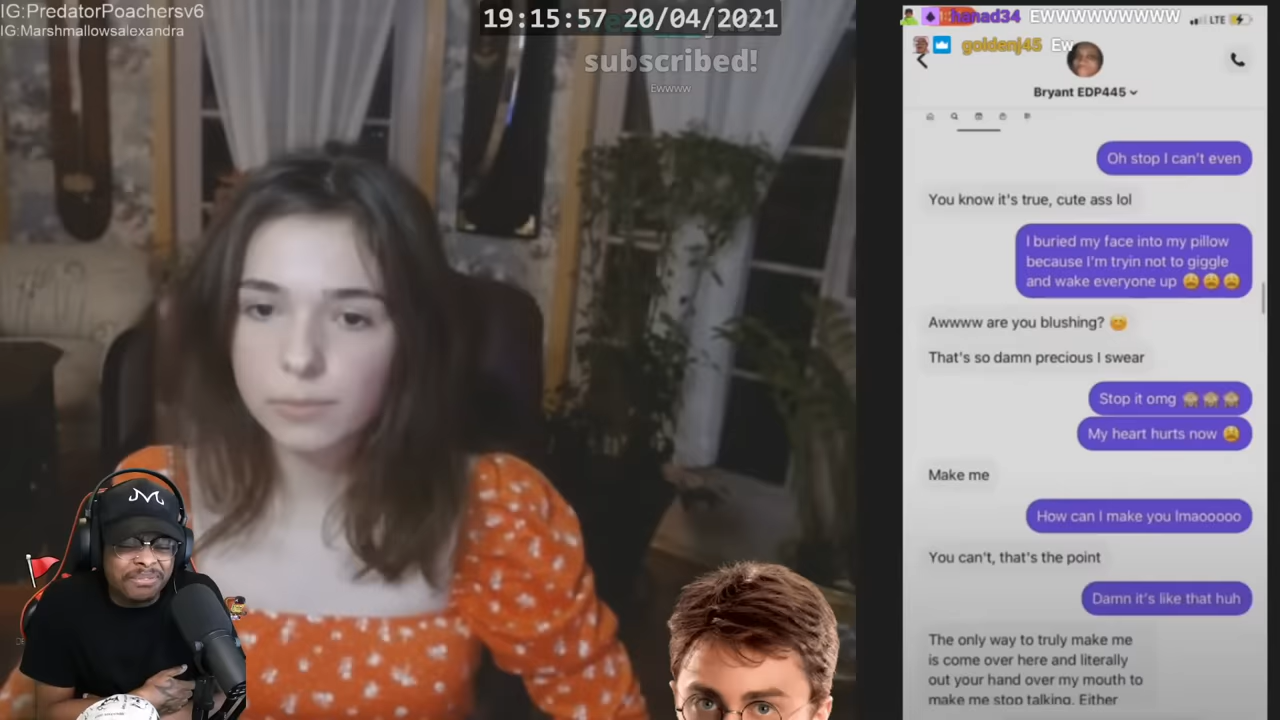 IG:PredatorPoachersv6
IG:Marshmallowsalexandra
19:15:57 20/04/2021
subscribed!
Ewwww
hanad34 EWWWWWWWWWW
LTE
goldenj45 Ew
Bryant EDP445
Oh stop I can't even
You know it's true, cute ass lol
I buried my face into my pillow
because I'm tryin not to giggle
and wake everyone up 😩😩😩
Awwww are you blushing? 😊
That's so damn precious I swear
Stop it omg 🙈🙈🙈
My heart hurts now 😩
Make me
How can I make you lmaooooo
You can't, that's the point
Damn it's like that huh
The only way to truly make me
is come over here and literally
out your hand over my mouth to
make me stop talking. Either